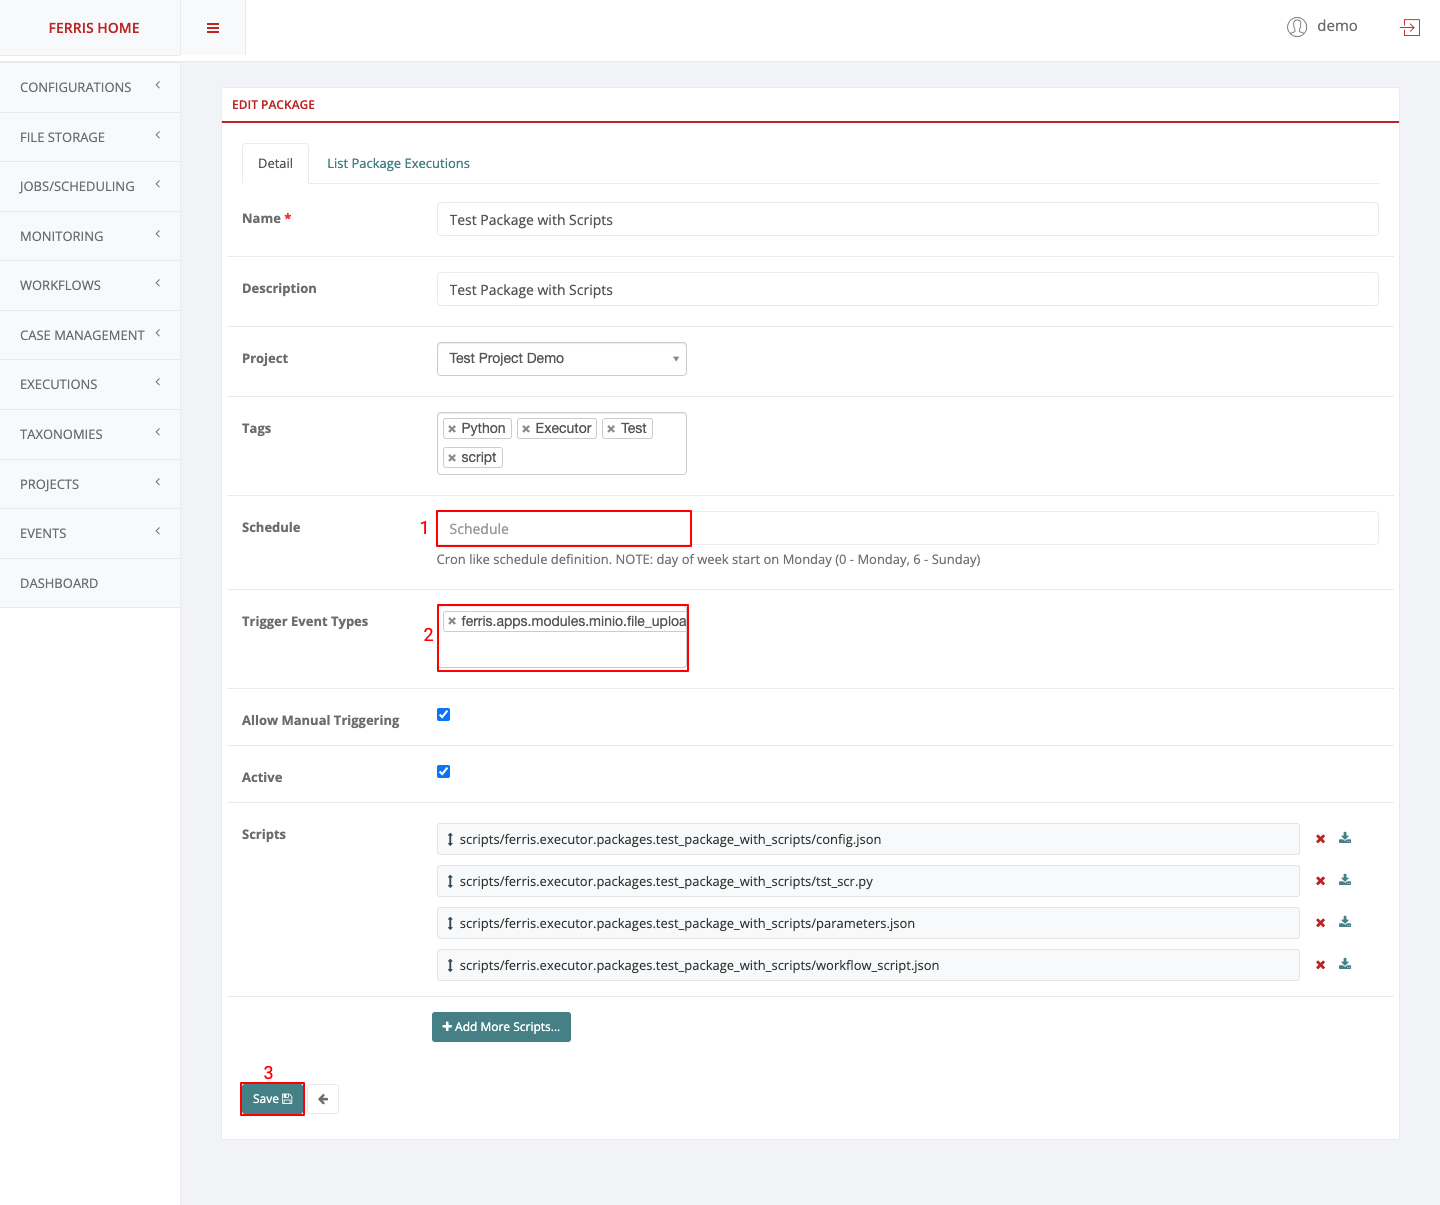 FERRIS HOME
demo
CONFIGURATIONS
FILE STORAGE
JOBS/SCHEDULING
MONITORING
WORKFLOWS
CASE MANAGEMENT
EXECUTIONS
TAXONOMIES
PROJECTS
EVENTS
DASHBOARD
EDIT PACKAGE
Detail
List Package Executions
Name *
Test Package with Scripts
Description
Test Package with Scripts
Project
Test Project Demo
Tags
× Python × Executor × Test
× script
Schedule
1
Schedule
Cron like schedule definition. NOTE: day of week start on Monday (0 - Monday, 6 - Sunday)
Trigger Event Types
2
× ferris.apps.modules.minio.file_uploa
Allow Manual Triggering
Active
Scripts
scripts/ferris.executor.packages.test_package_with_scripts/config.json
scripts/ferris.executor.packages.test_package_with_scripts/tst_scr.py
scripts/ferris.executor.packages.test_package_with_scripts/parameters.json
scripts/ferris.executor.packages.test_package_with_scripts/workflow_script.json
+ Add More Scripts...
3
Save